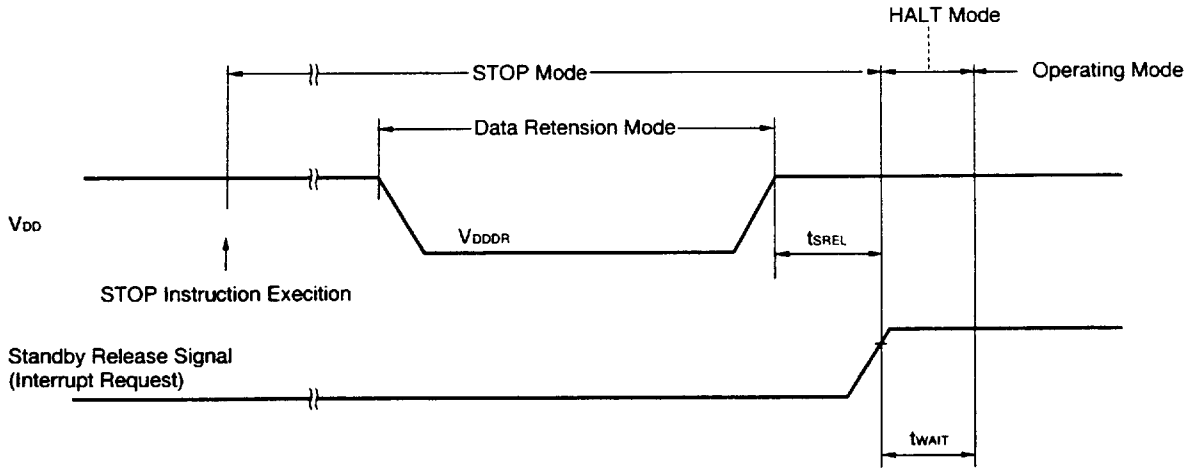 HALT Mode
STOP Mode
Operating Mode
Data Retension Mode
VDD
VDDDR
tSREL
STOP Instruction Execition
Standby Release Signal
(Interrupt Request)
tWAIT